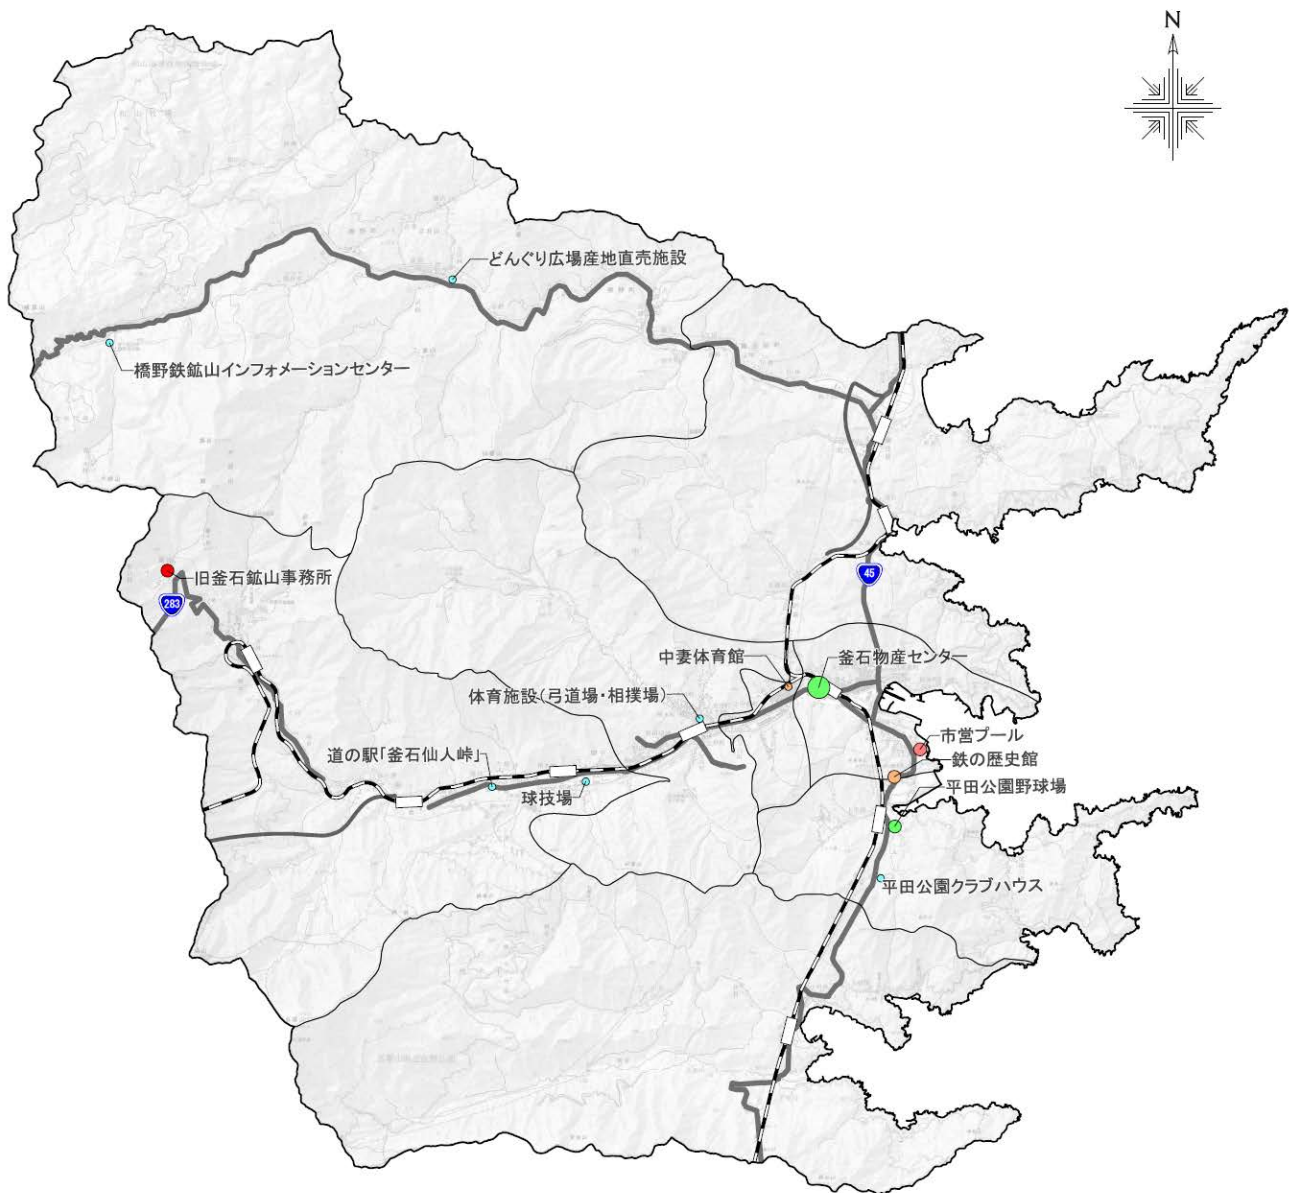 N
どんぐり広場産地直売施設
橋野鉄鉱山インフォメーションセンター
旧釜石鉱山事務所
283
45
中妻体育館
釜石物産センター
体育施設(弓道場・相撲場)
市営プール
道の駅「釜石仙人峠」
鉄の歴史館
球技場
平田公園野球場
平田公園クラブハウス